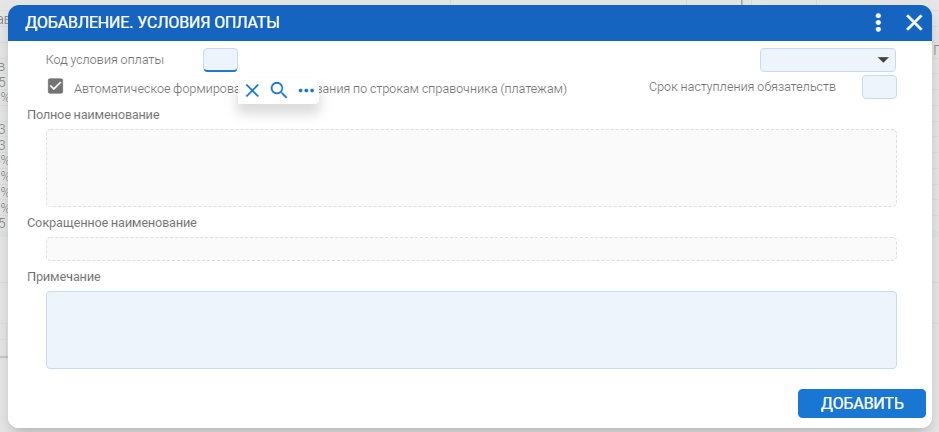 ДОБАВЛЕНИЕ. УСЛОВИЯ ОПЛАТЫ
Код условия оплаты
Автоматическое формирова вания по строкам справочника (платежам)
Срок наступления обязательств
Полное наименование
Сокращенное наименование
Примечание
ДОБАВИТЬ